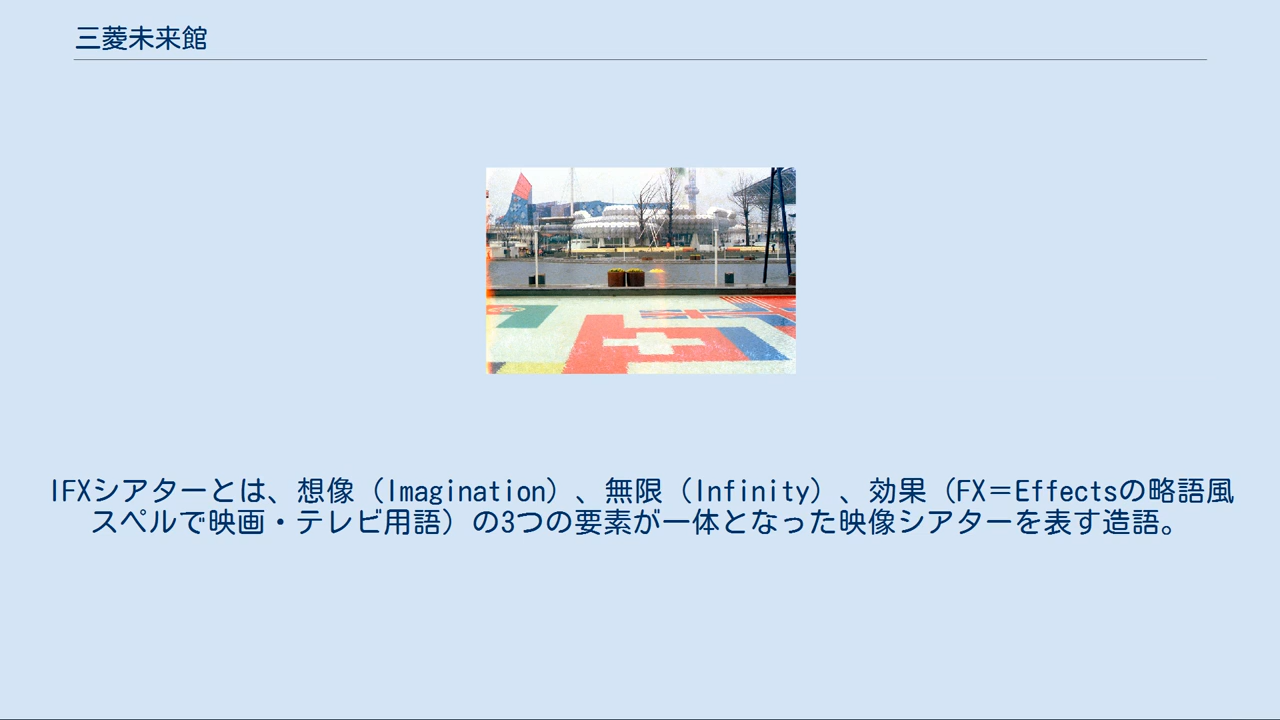 三菱未来館
IFXシアターとは、想像（Imagination）、無限（Infinity）、効果（FX＝Effectsの略語風
スペルで映画・テレビ用語）の3つの要素が一体となった映像シアターを表す造語。